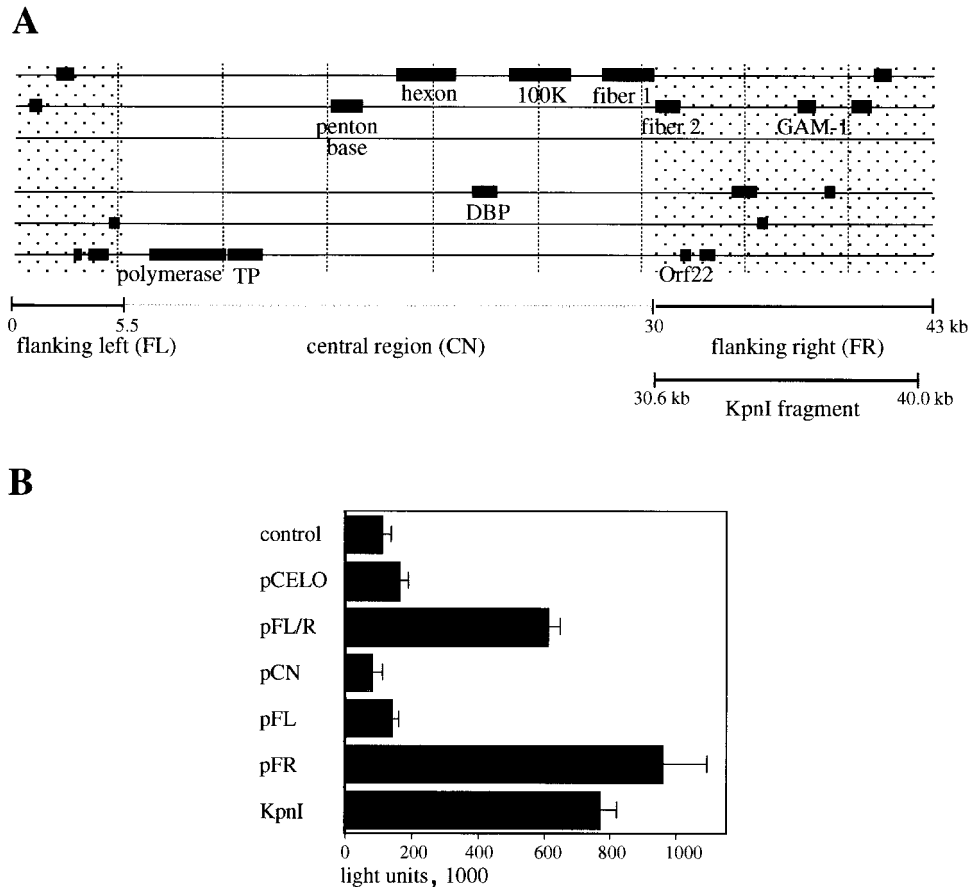 A
hexon 100K fiber 1
penton base fiber 2 GAM-1
DBP
polymerase TP Orf22
0 5.5 30 43 kb
flanking left (FL) central region (CN) flanking right (FR)
30.6 kb 40.0 kb
KpnI fragment
B
control
pCELO
pFL/R
pCN
pFL
pFR
KpnI
0 200 400 600 800 1000
light units, 1000